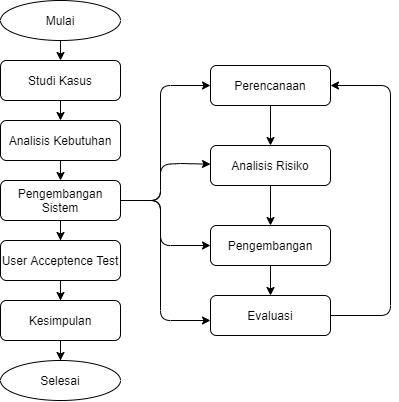 Mulai
Studi Kasus
Analisis Kebutuhan
Pengembangan
Sistem
User Acceptence Test
Kesimpulan
Selesai
Perencanaan
Analisis Risiko
Pengembangan
Evaluasi